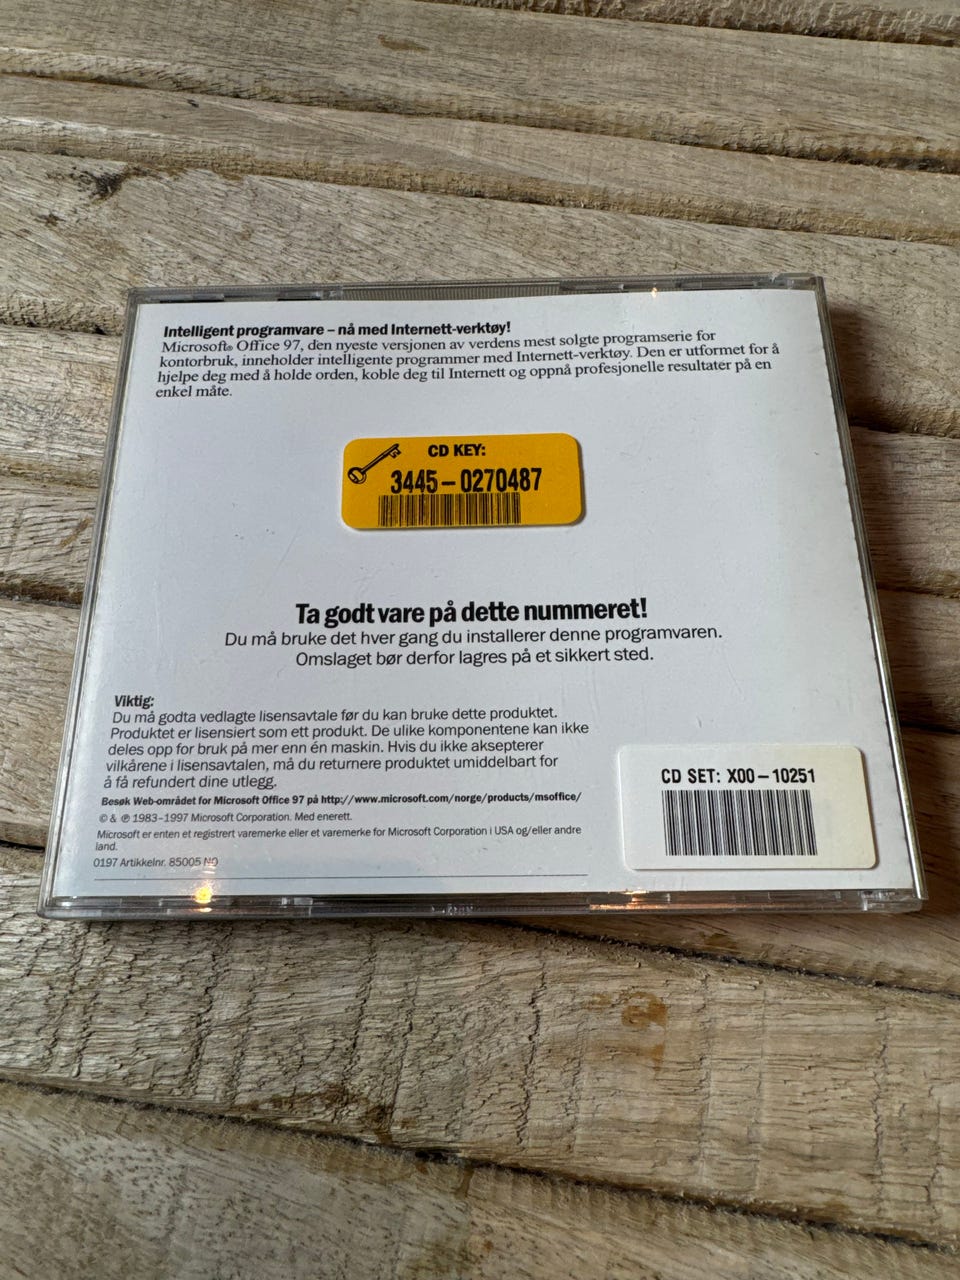 Intelligent programvare – nå med Internett-verktøy!
Microsoft® Office 97, den nyeste versjonen av verdens mest solgte programserie for
kontorbruk, inneholder intelligente programmer med Internett-verktøy. Den er utformet for å
hjelpe deg med å holde orden, koble deg til Internett og oppnå profesjonelle resultater på en
enkel måte.
CD KEY:
3445-0270487
Ta godt vare på dette nummeret!
Du må bruke det hver gang du installerer denne programvaren.
Omslaget bør derfor lagres på et sikkert sted.
Viktig:
Du må godta vedlagte lisensavtale før du kan bruke dette produktet.
Produktet er lisensiert som ett produkt. De ulike komponentene kan ikke
deles opp for bruk på mer enn én maskin. Hvis du ikke aksepterer
vilkårene i lisensavtalen, må du returnere produktet umiddelbart for
å få refundert dine utlegg.
Besøk Web-området for Microsoft Office 97 på http://www.microsoft.com/norge/products/msoffice/
© & ℗ 1983–1997 Microsoft Corporation. Med enerett.
Microsoft er enten et registrert varemerke eller et varemerke for Microsoft Corporation i USA og/eller andre
land.
0197 Artikkelnr. 85005 NO
CD SET: X00-10251